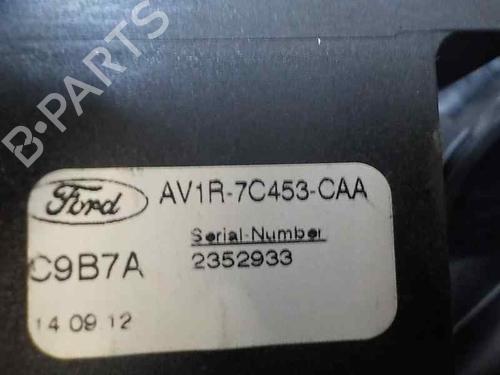 B-PARTS
Ford
AV1R-7C453-CAA
Serial-Number
2352933
C9B7A
14 09 12